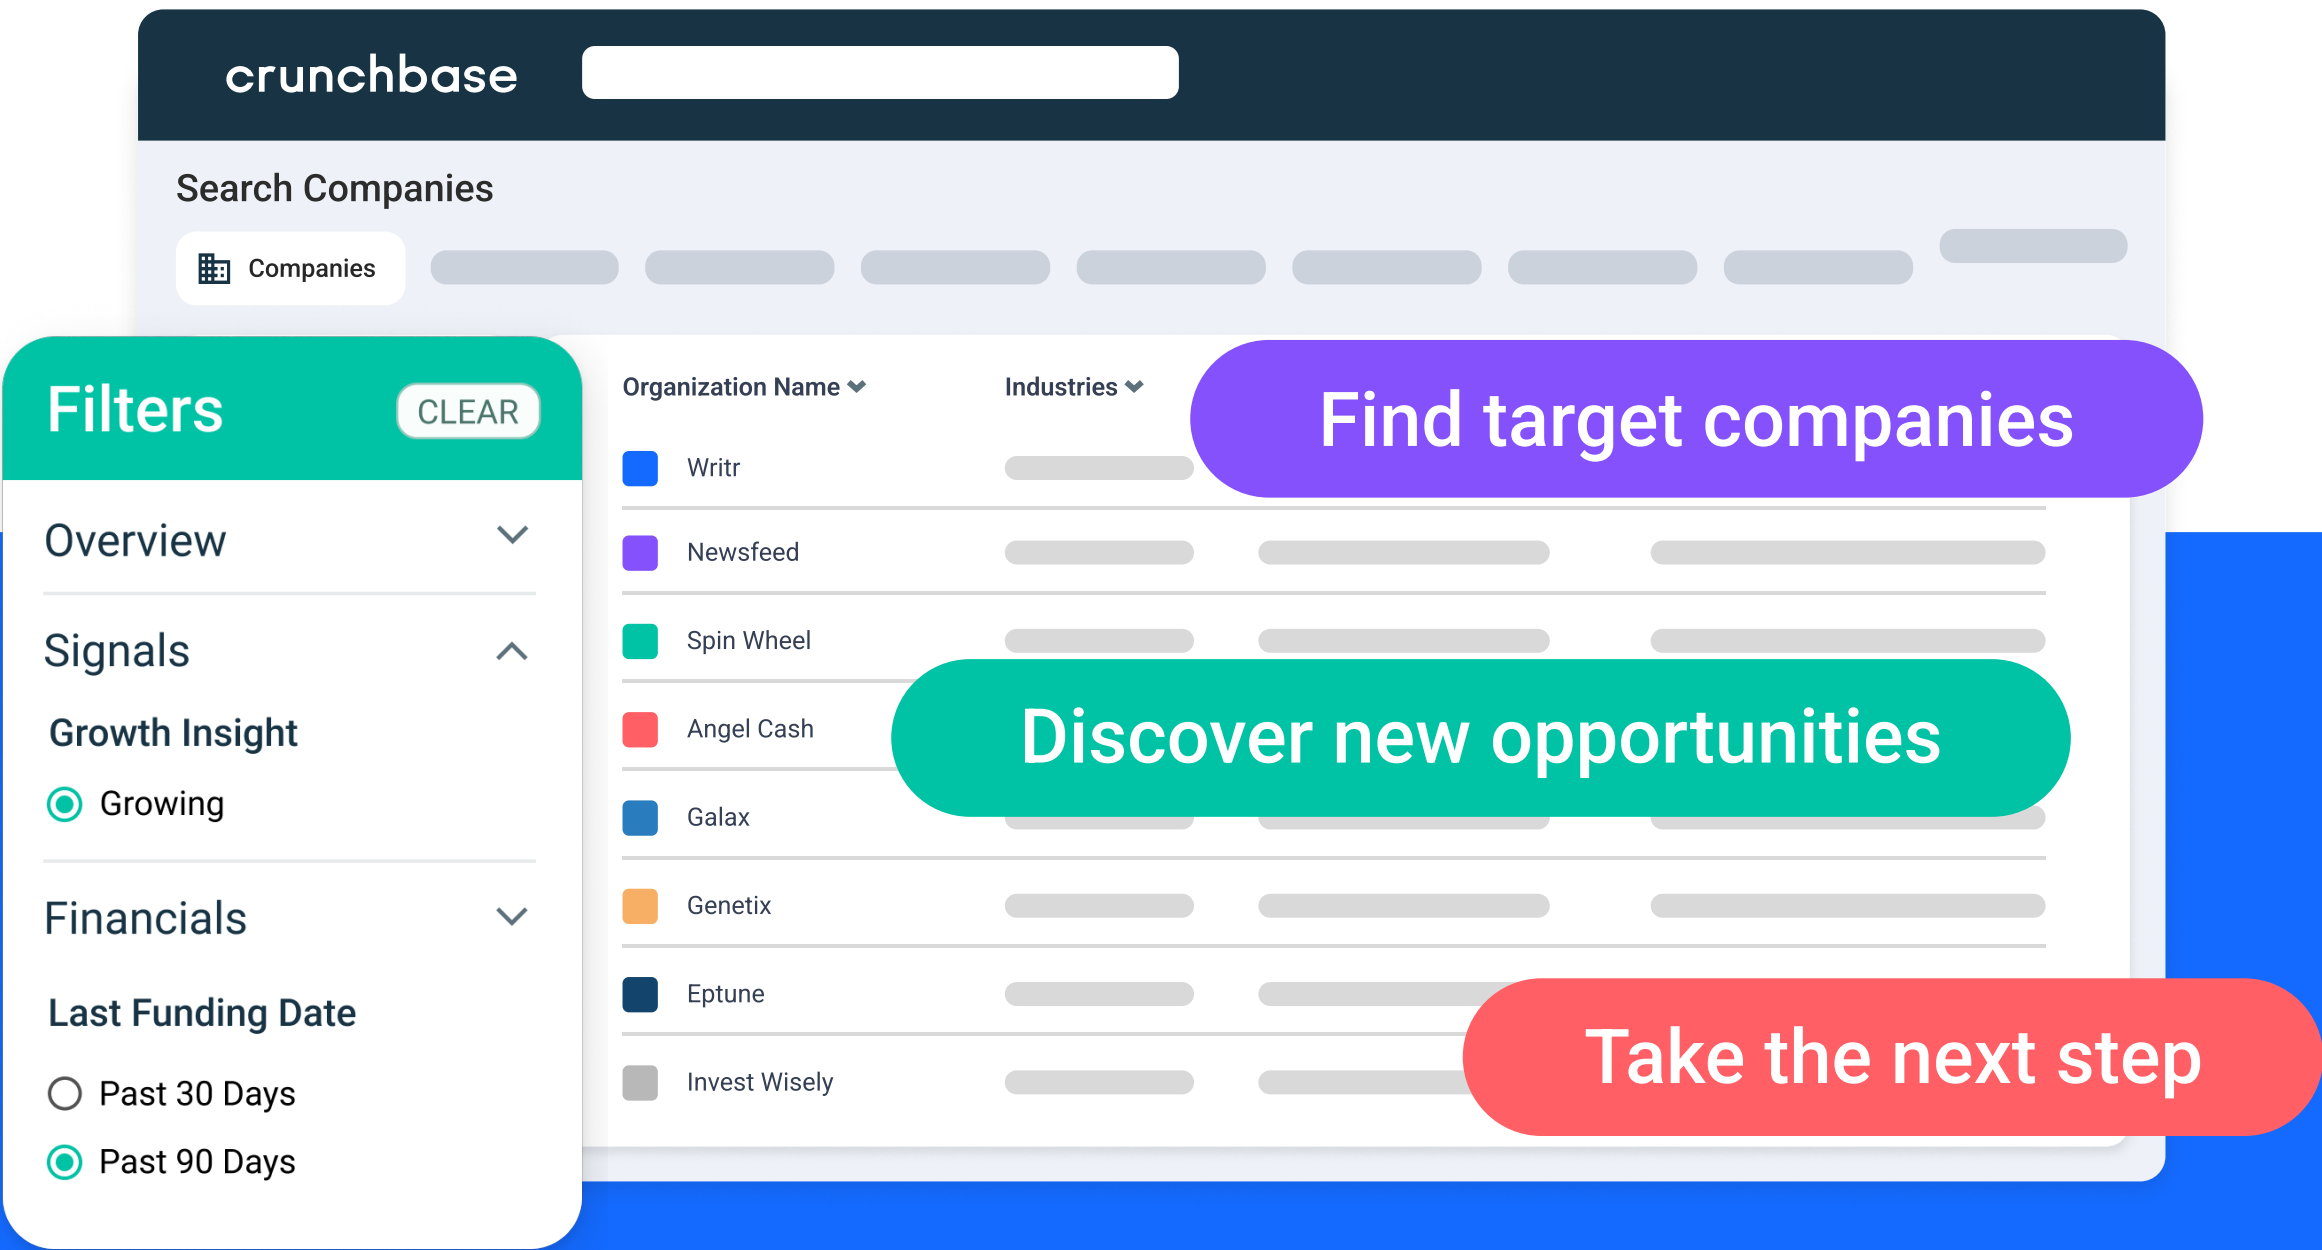 crunchbase
Search Companies
Companies
Filters
CLEAR
Overview
Signals
Growth Insight
Growing
Financials
Last Funding Date
Past 30 Days
Past 90 Days
Organization Name
Industries
Writr
Newsfeed
Spin Wheel
Angel Cash
Galax
Genetix
Eptune
Invest Wisely
Find target companies
Discover new opportunities
Take the next step